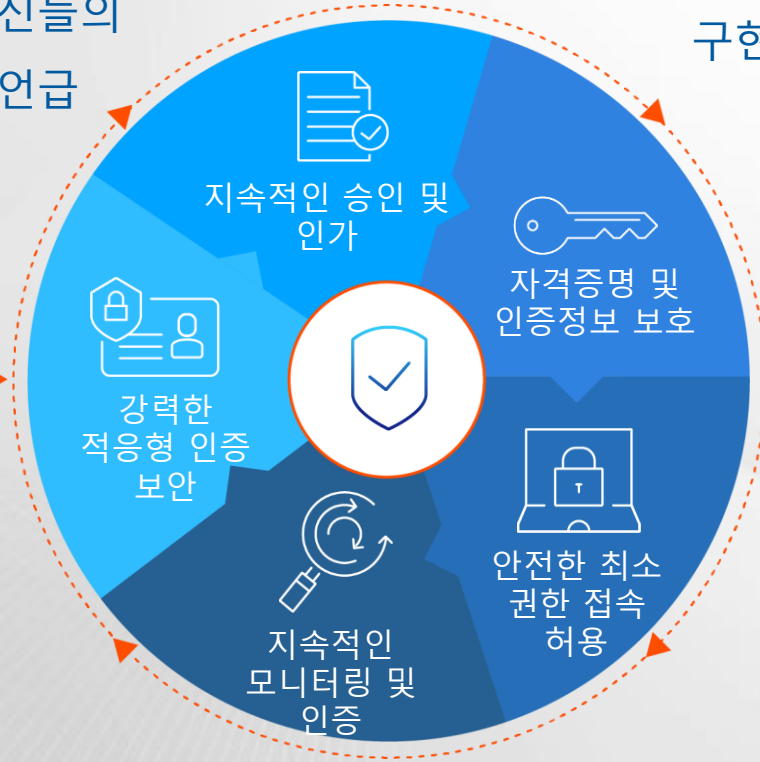 신들의
언급
구현
지속적인 승인 및
인가
자격증명 및
인증정보 보호
강력한
적응형 인증
보안
안전한 최소
권한 접속
허용
지속적인
모니터링 및
인증